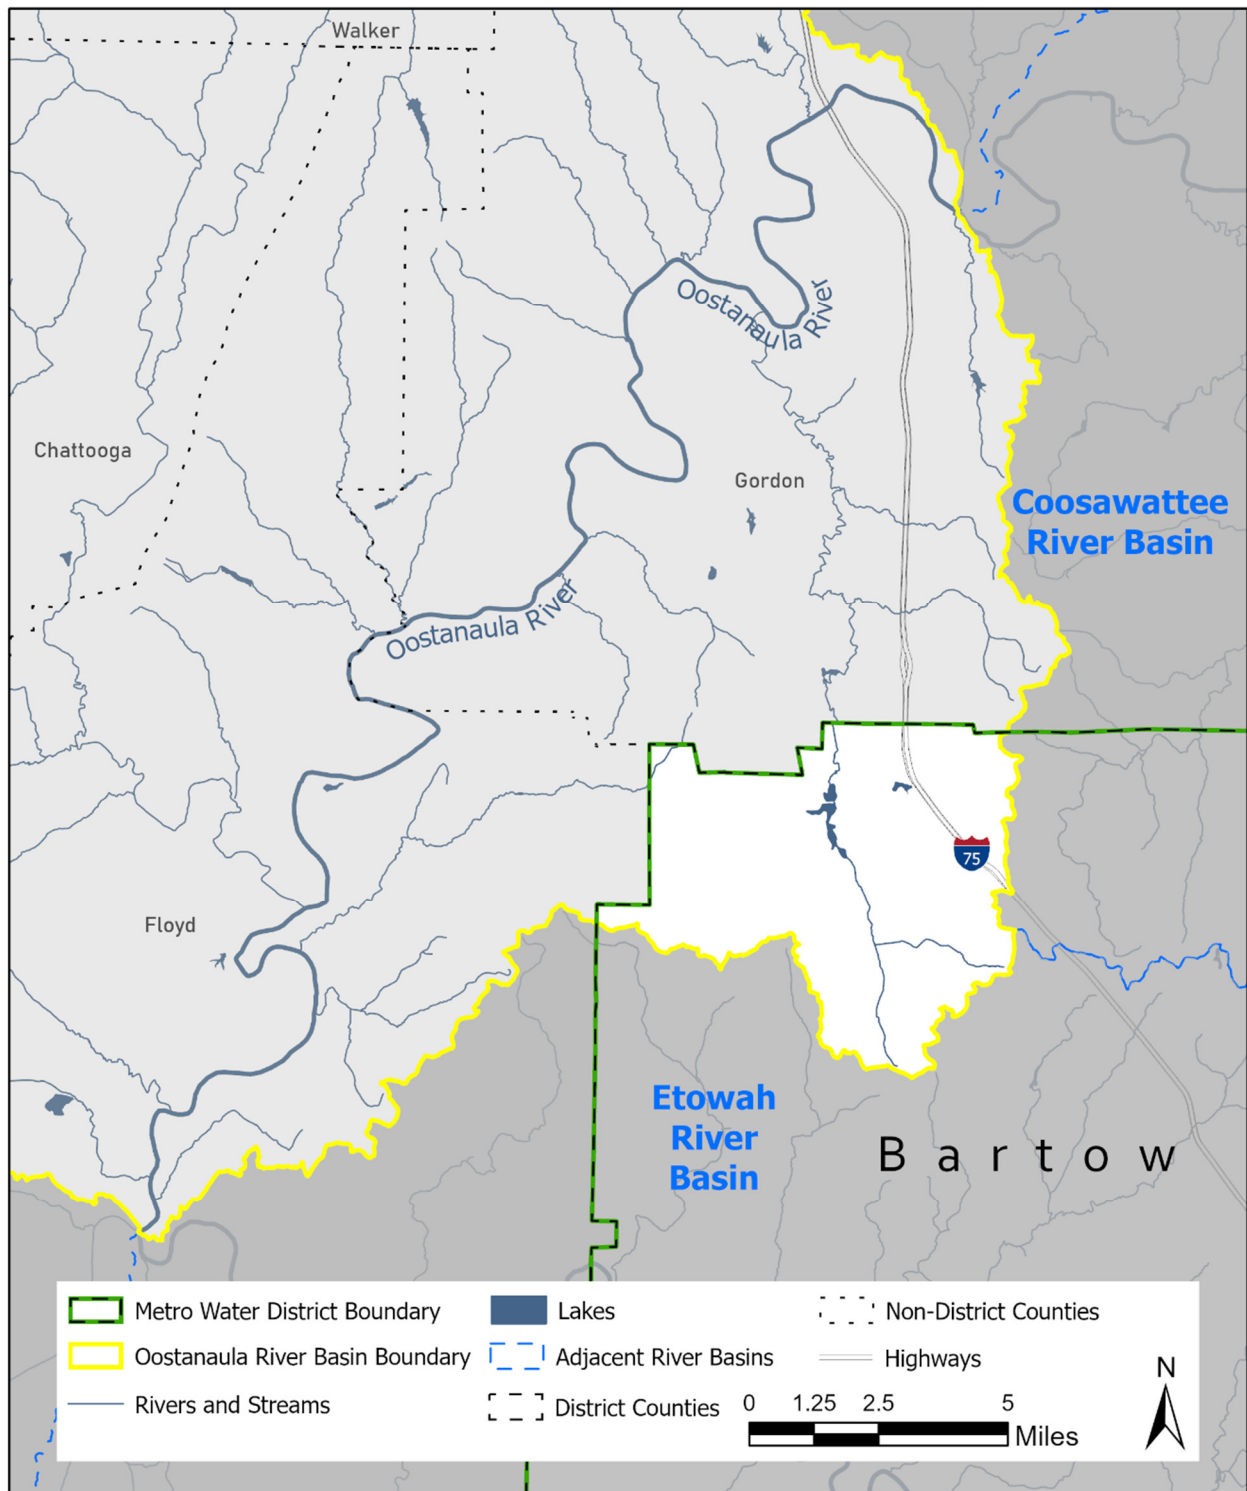 Walker
Oostanaula River
Chattooga
Gordon
Coosawattee
River Basin
Oostanaula River
75
Floyd
Etowah
River
Basin
Bartow
Metro Water District Boundary
Lakes
Non-District Counties
Oostanaula River Basin Boundary
Adjacent River Basins
Highways
Rivers and Streams
District Counties
0 1.25 2.5 5
Miles
N